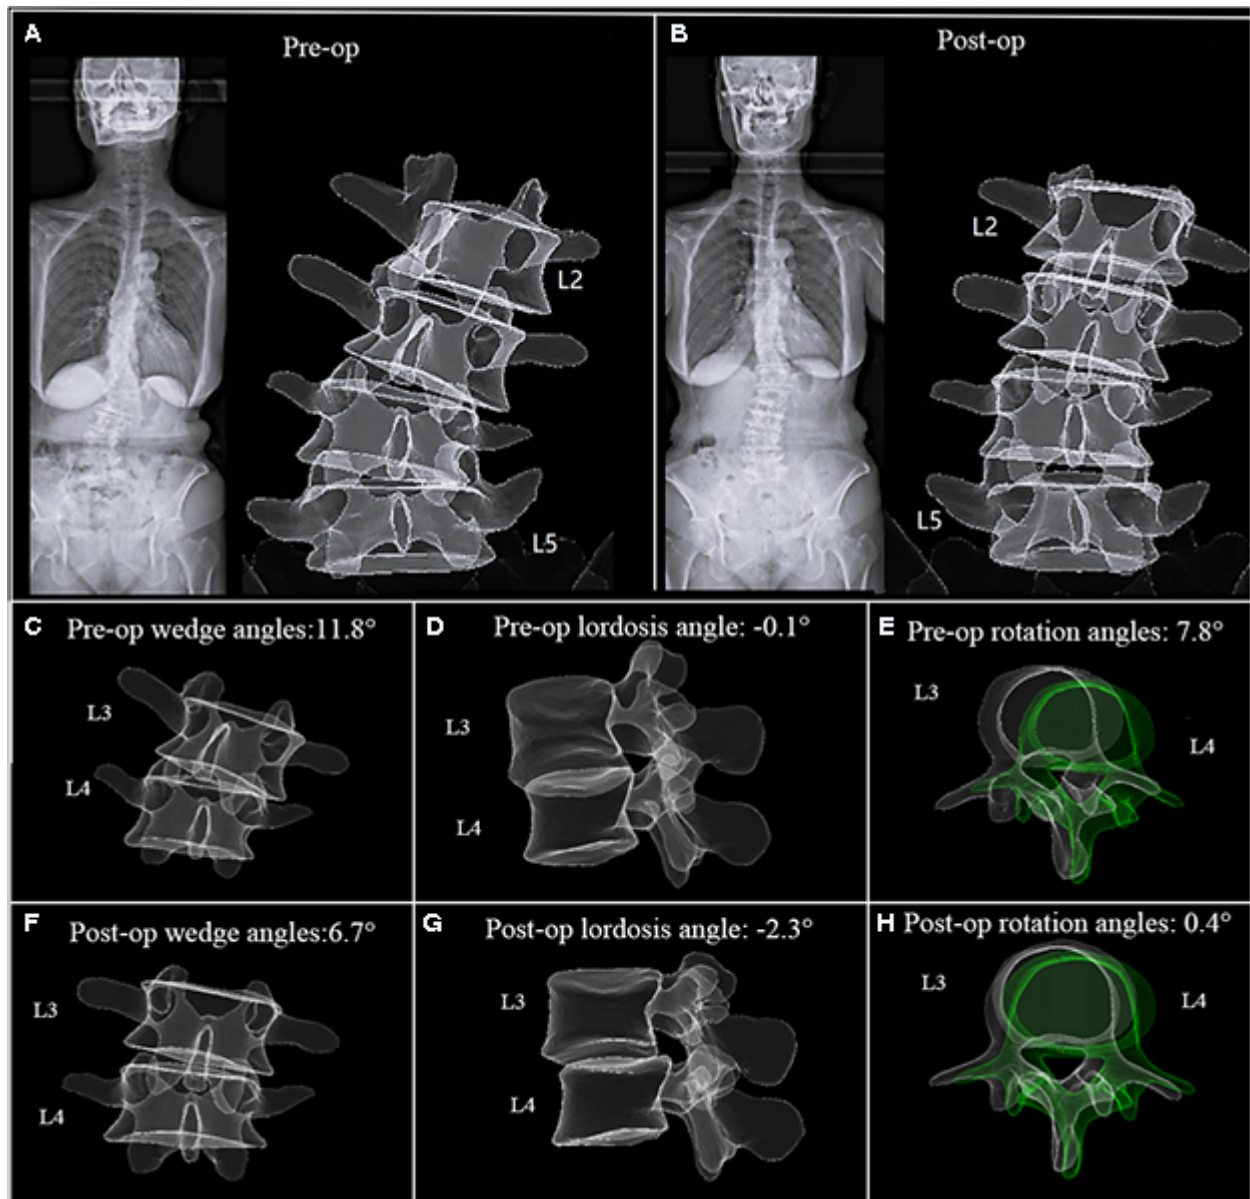 A
Pre-op
B
Post-op
L2
L5
L2
L5
C
Pre-op wedge angles:11.8°
L3
L4
D
Pre-op lordosis angle: -0.1°
L3
L4
E
Pre-op rotation angles: 7.8°
L3
L4
F
Post-op wedge angles:6.7°
L3
L4
G
Post-op lordosis angle: -2.3°
L3
L4
H
Post-op rotation angles: 0.4°
L3
L4